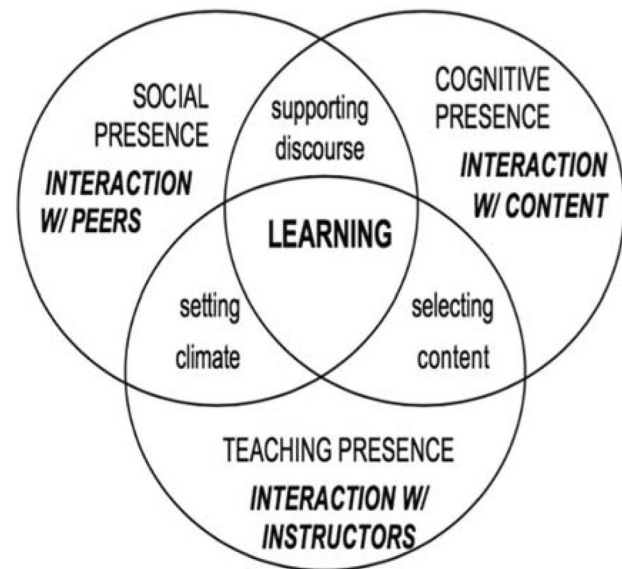 SOCIAL
PRESENCE
INTERACTION
W/ PEERS
supporting
discourse
COGNITIVE
PRESENCE
INTERACTION
W/ CONTENT
LEARNING
setting
climate
selecting
content
TEACHING PRESENCE
INTERACTION W/
INSTRUCTORS